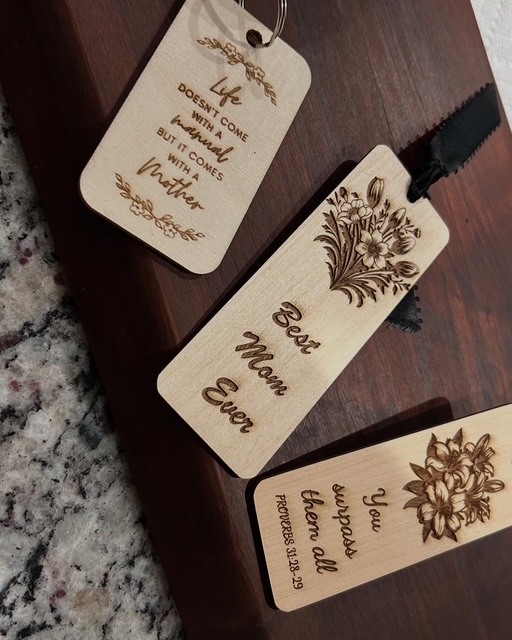 Life
DOESN'T COME
WITH A
manual
BUT IT COMES
WITH A
Mother
Best
Mom
Ever
You
surpass
them all
PROVERBS 31:28-29